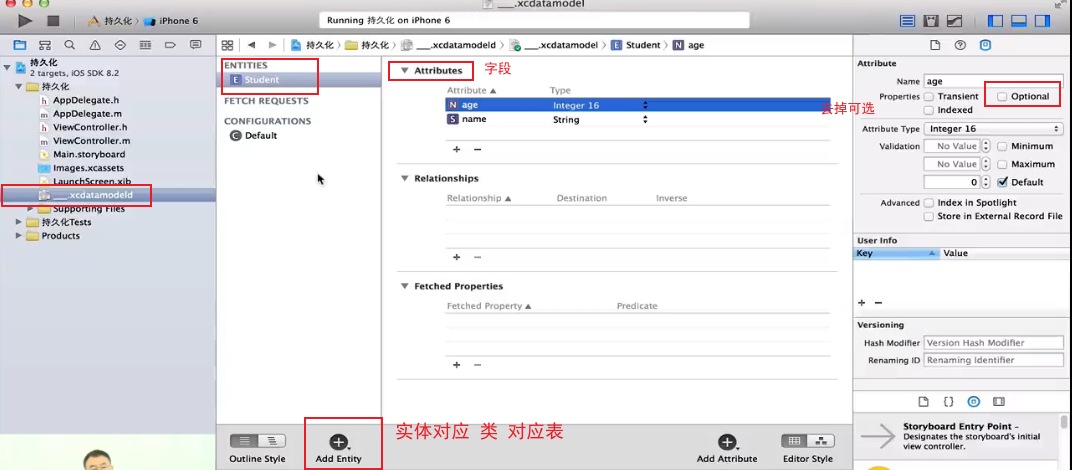 ___.xcdatamodel
持久化 〉 iPhone 6
Running 持久化 on iPhone 6
持久化 〉 持久化 〉 ___.xcdatamodeld 〉 ___.xcdatamodel 〉 E Student 〉 N age
持久化
2 targets, iOS SDK 8.2
持久化
AppDelegate.h
AppDelegate.m
ViewController.h
ViewController.m
Main.storyboard
Images.xcassets
LaunchScreen.xib
___.xcdatamodeld
Supporting Files
持久化Tests
Products
ENTITIES
E Student
FETCH REQUESTS
CONFIGURATIONS
C Default
Attributes
字段
Attribute Type
N age Integer 16
S name String
+ −
Relationships
Relationship Destination Inverse
+ −
Fetched Properties
Fetched Property Predicate
+ −
Outline Style
Add Entity
实体对应 类 对应表
Add Attribute
Editor Style
Attribute
Name age
Properties Transient Optional
Indexed
去掉可选
Attribute Type Integer 16
Validation No Value Minimum
No Value Maximum
0 Default
Advanced Index in Spotlight
Store in External Record File
User Info
Key Value
+ −
Versioning
Hash Modifier Version Hash Modifier
Renaming ID Renaming Identifier
{}
Storyboard Entry Point -
Designates the storyboard's initial
view controller.